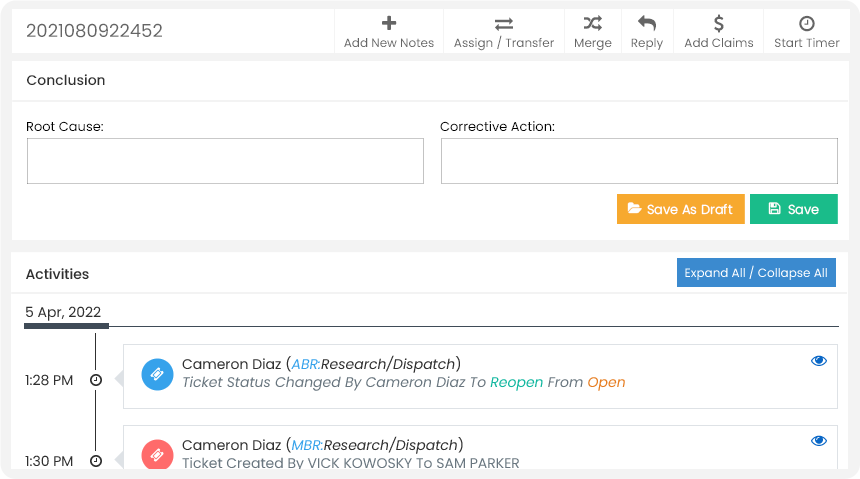 2021080922452
Add New Notes
Assign / Transfer
Merge
Reply
Add Claims
Start Timer
Conclusion
Root Cause:
Corrective Action:
Save As Draft
Save
Activities
Expand All / Collapse All
5 Apr, 2022
1:28 PM
Cameron Diaz (ABR:Research/Dispatch)
Ticket Status Changed By Cameron Diaz To Reopen From Open
1:30 PM
Cameron Diaz (MBR:Research/Dispatch)
Ticket Created By VICK KOWOSKY To SAM PARKER